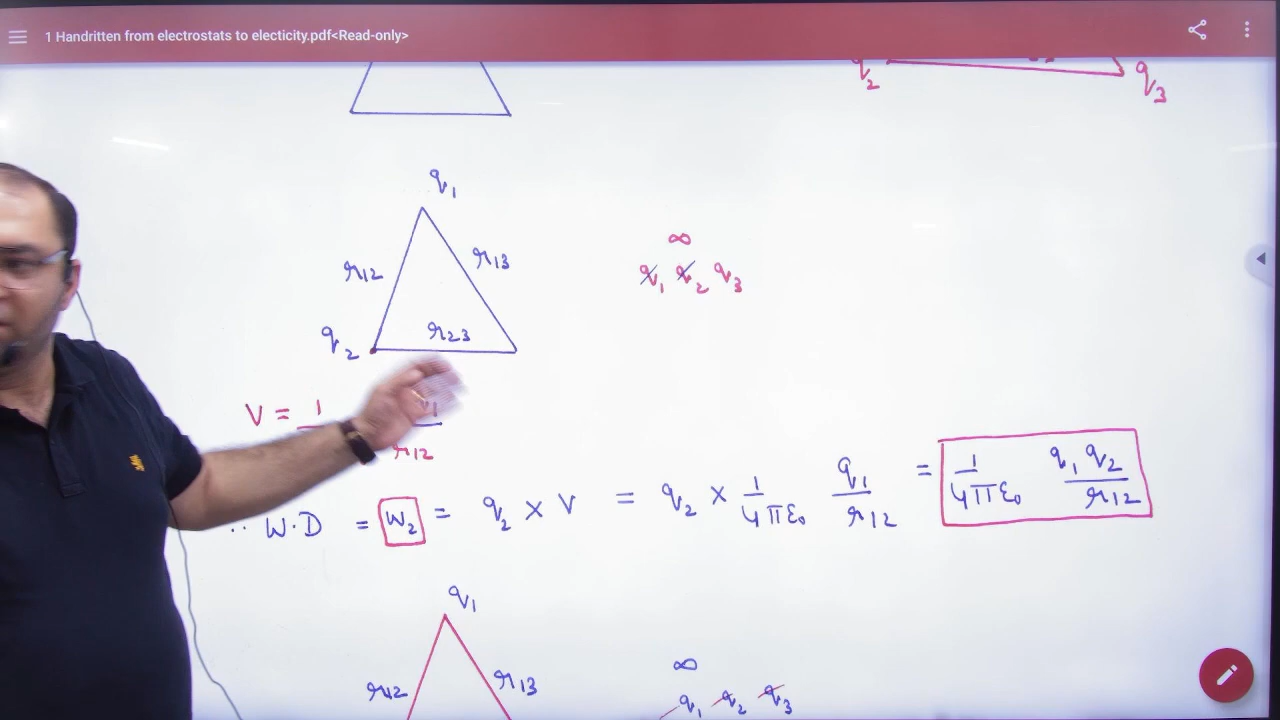 1 Handritten from electrostats to electicity.pdf<Read-only>
q2 q3
q1
r12 r13
∞
q1 q2 q3
q2 r23
V = 1
r12
∴ W.D = W2 = q2 × V = q2 × 1/4πε0 q1/r12 = 1/4πε0 q1q2/r12
q1
r12 r13
∞
q1 q2 q3